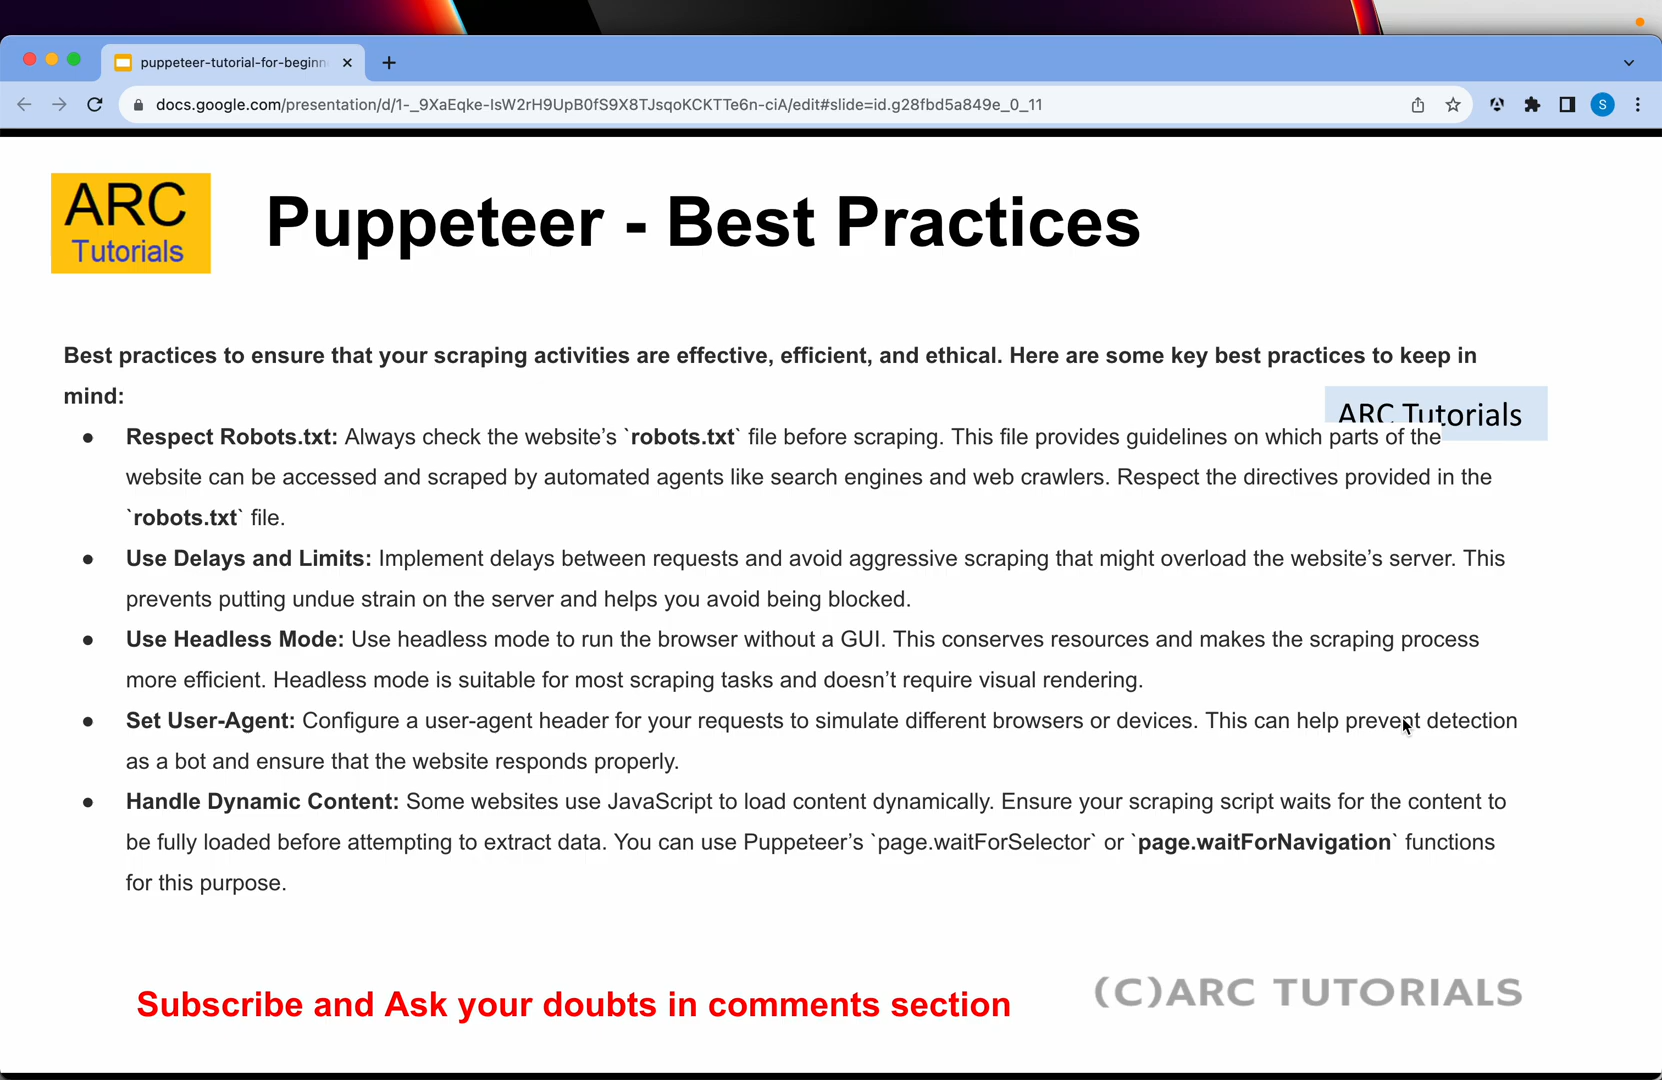 puppeteer-tutorial-for-beginn
docs.google.com/presentation/d/1-_9XaEqke-IsW2rH9UpB0fS9X8TJsqoKCKTTe6n-ciA/edit#slide=id.g28fbd5a849e_0_11
S
ARC
Tutorials
Puppeteer - Best Practices
Best practices to ensure that your scraping activities are effective, efficient, and ethical. Here are some key best practices to keep in
mind:
ARC Tutorials
● Respect Robots.txt: Always check the website’s `robots.txt` file before scraping. This file provides guidelines on which parts of the
website can be accessed and scraped by automated agents like search engines and web crawlers. Respect the directives provided in the
`robots.txt` file.
● Use Delays and Limits: Implement delays between requests and avoid aggressive scraping that might overload the website’s server. This
prevents putting undue strain on the server and helps you avoid being blocked.
● Use Headless Mode: Use headless mode to run the browser without a GUI. This conserves resources and makes the scraping process
more efficient. Headless mode is suitable for most scraping tasks and doesn’t require visual rendering.
● Set User-Agent: Configure a user-agent header for your requests to simulate different browsers or devices. This can help prevent detection
as a bot and ensure that the website responds properly.
● Handle Dynamic Content: Some websites use JavaScript to load content dynamically. Ensure your scraping script waits for the content to
be fully loaded before attempting to extract data. You can use Puppeteer’s `page.waitForSelector` or `page.waitForNavigation` functions
for this purpose.
Subscribe and Ask your doubts in comments section
(C)ARC TUTORIALS